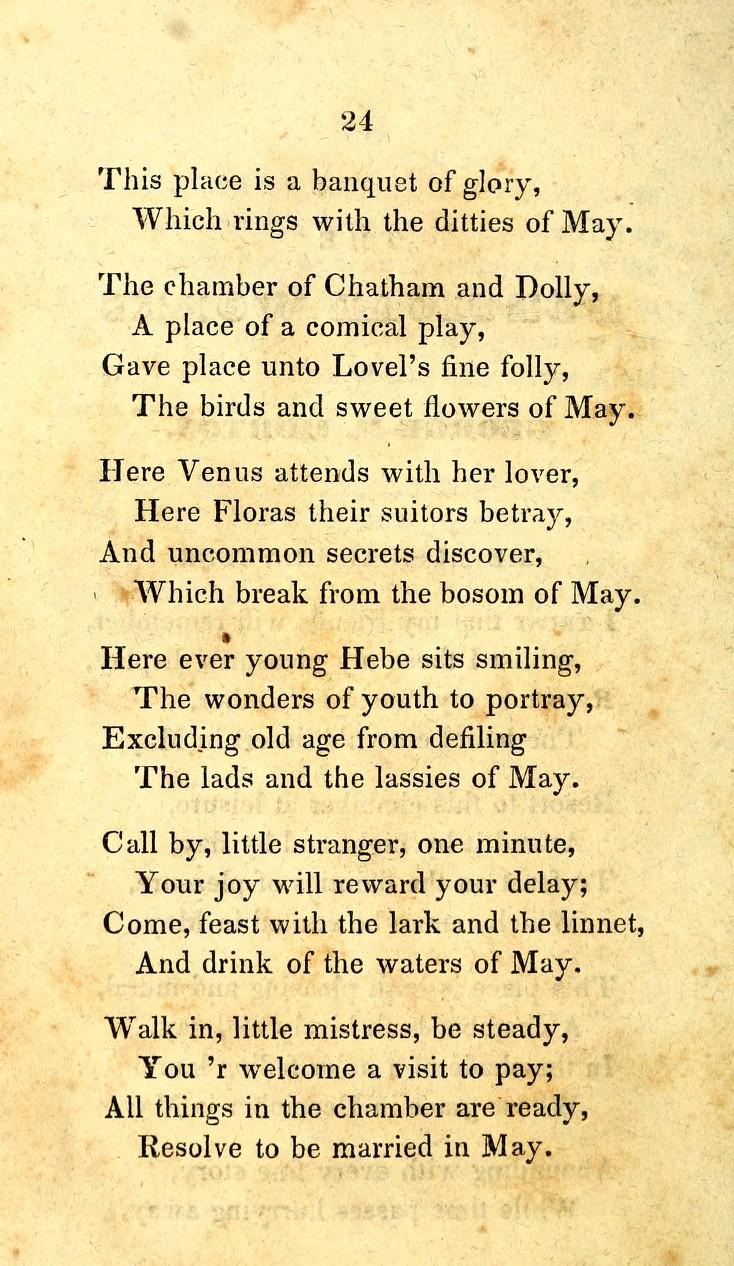 24
This place is a banquet of glory,
Which rings with the ditties of May.
The chamber of Chatham and Dolly,
A place of a comical play,
Gave place unto Lovel's fine folly,
The birds and sweet flowers of May.
Here Venus attends with her lover,
Here Floras their suitors betray,
And uncommon secrets discover,
Which break from the bosom of May.
Here ever young Hebe sits smiling,
The wonders of youth to portray,
Excluding old age from defiling
The lads and the lassies of May.
Call by, little stranger, one minute,
Your joy will reward your delay;
Come, feast with the lark and the linnet,
And drink of the waters of May.
Walk in, little mistress, be steady,
You 'r welcome a visit to pay;
All things in the chamber are ready,
Resolve to be married in May.